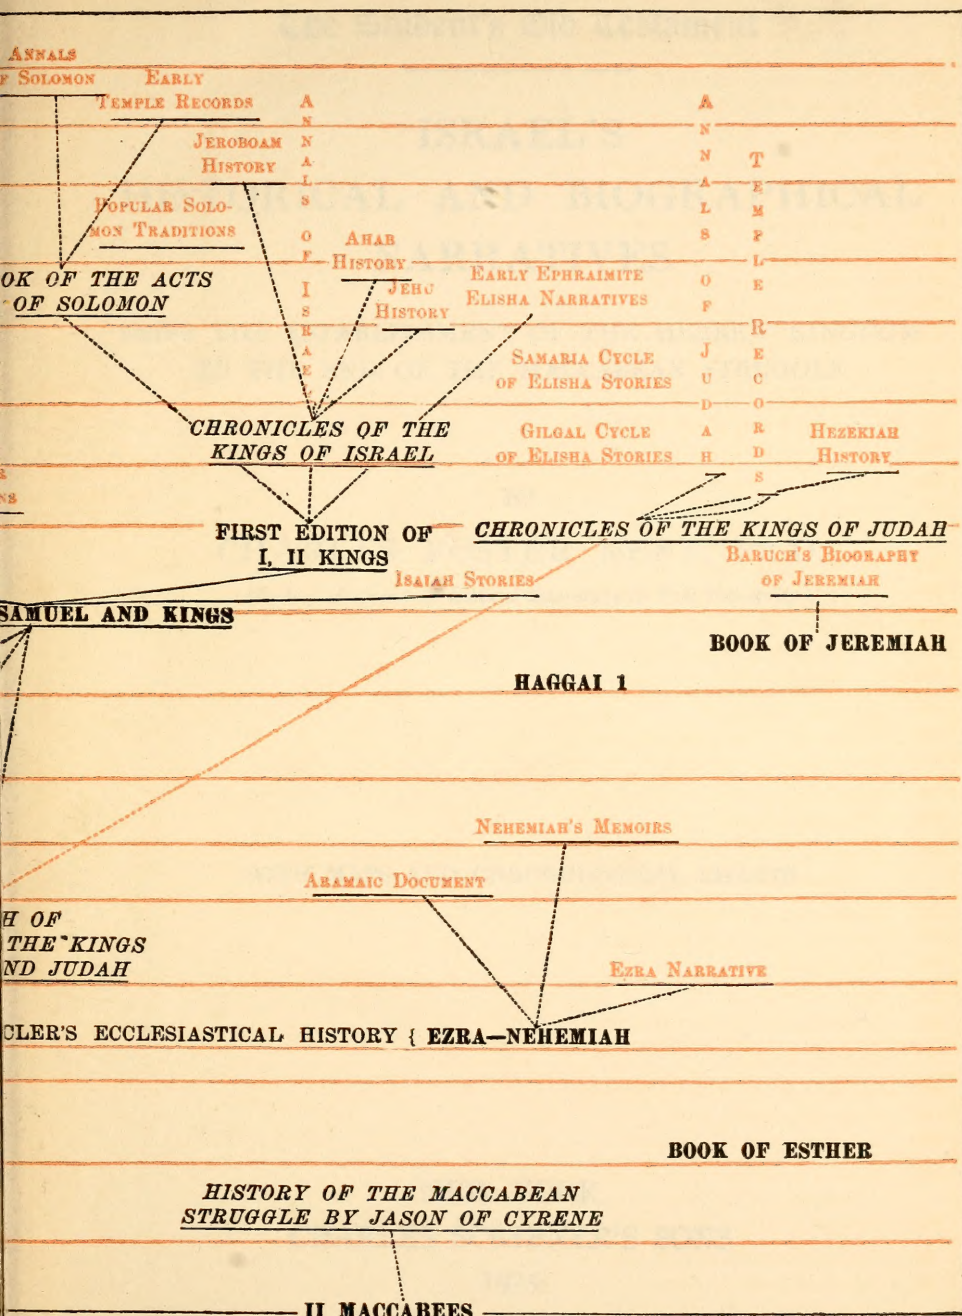 ANNALS
SOLOMON
EARLY
TEMPLE RECORDS
JEROBOAM
HISTORY
POPULAR SOLO-
MON TRADITIONS
ANNALS OF ISRAEL
AHAB
HISTORY
JEHU
HISTORY
EARLY EPHRAIMITE
ELISHA NARRATIVES
ANNALS OF JUDAH
TEMPLE RECORDS
OK OF THE ACTS
OF SOLOMON
SAMARIA CYCLE
OF ELISHA STORIES
CHRONICLES OF THE
KINGS OF ISRAEL
GILGAL CYCLE
OF ELISHA STORIES
HEZEKIAH
HISTORY
FIRST EDITION OF
I, II KINGS
CHRONICLES OF THE KINGS OF JUDAH
ISAIAH STORIES
BARUCH'S BIOGRAPHY
OF JEREMIAH
SAMUEL AND KINGS
BOOK OF JEREMIAH
HAGGAI 1
NEHEMIAH'S MEMOIRS
ARAMAIC DOCUMENT
H OF
THE KINGS
ND JUDAH
EZRA NARRATIVE
CLER'S ECCLESIASTICAL HISTORY { EZRA—NEHEMIAH
BOOK OF ESTHER
HISTORY OF THE MACCABEAN
STRUGGLE BY JASON OF CYRENE
II MACCABEES